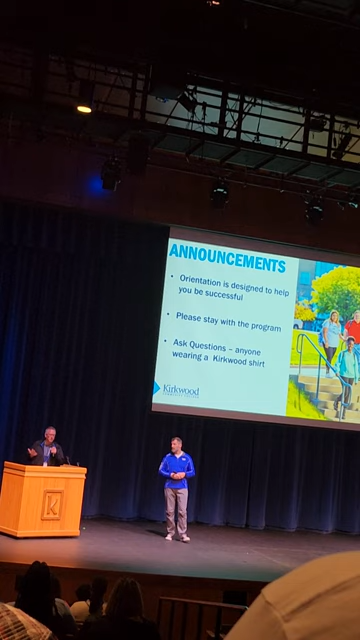 ANNOUNCEMENTS
• Orientation is designed to help
you be successful
• Please stay with the program
• Ask Questions – anyone
wearing a Kirkwood shirt
Kirkwood
K